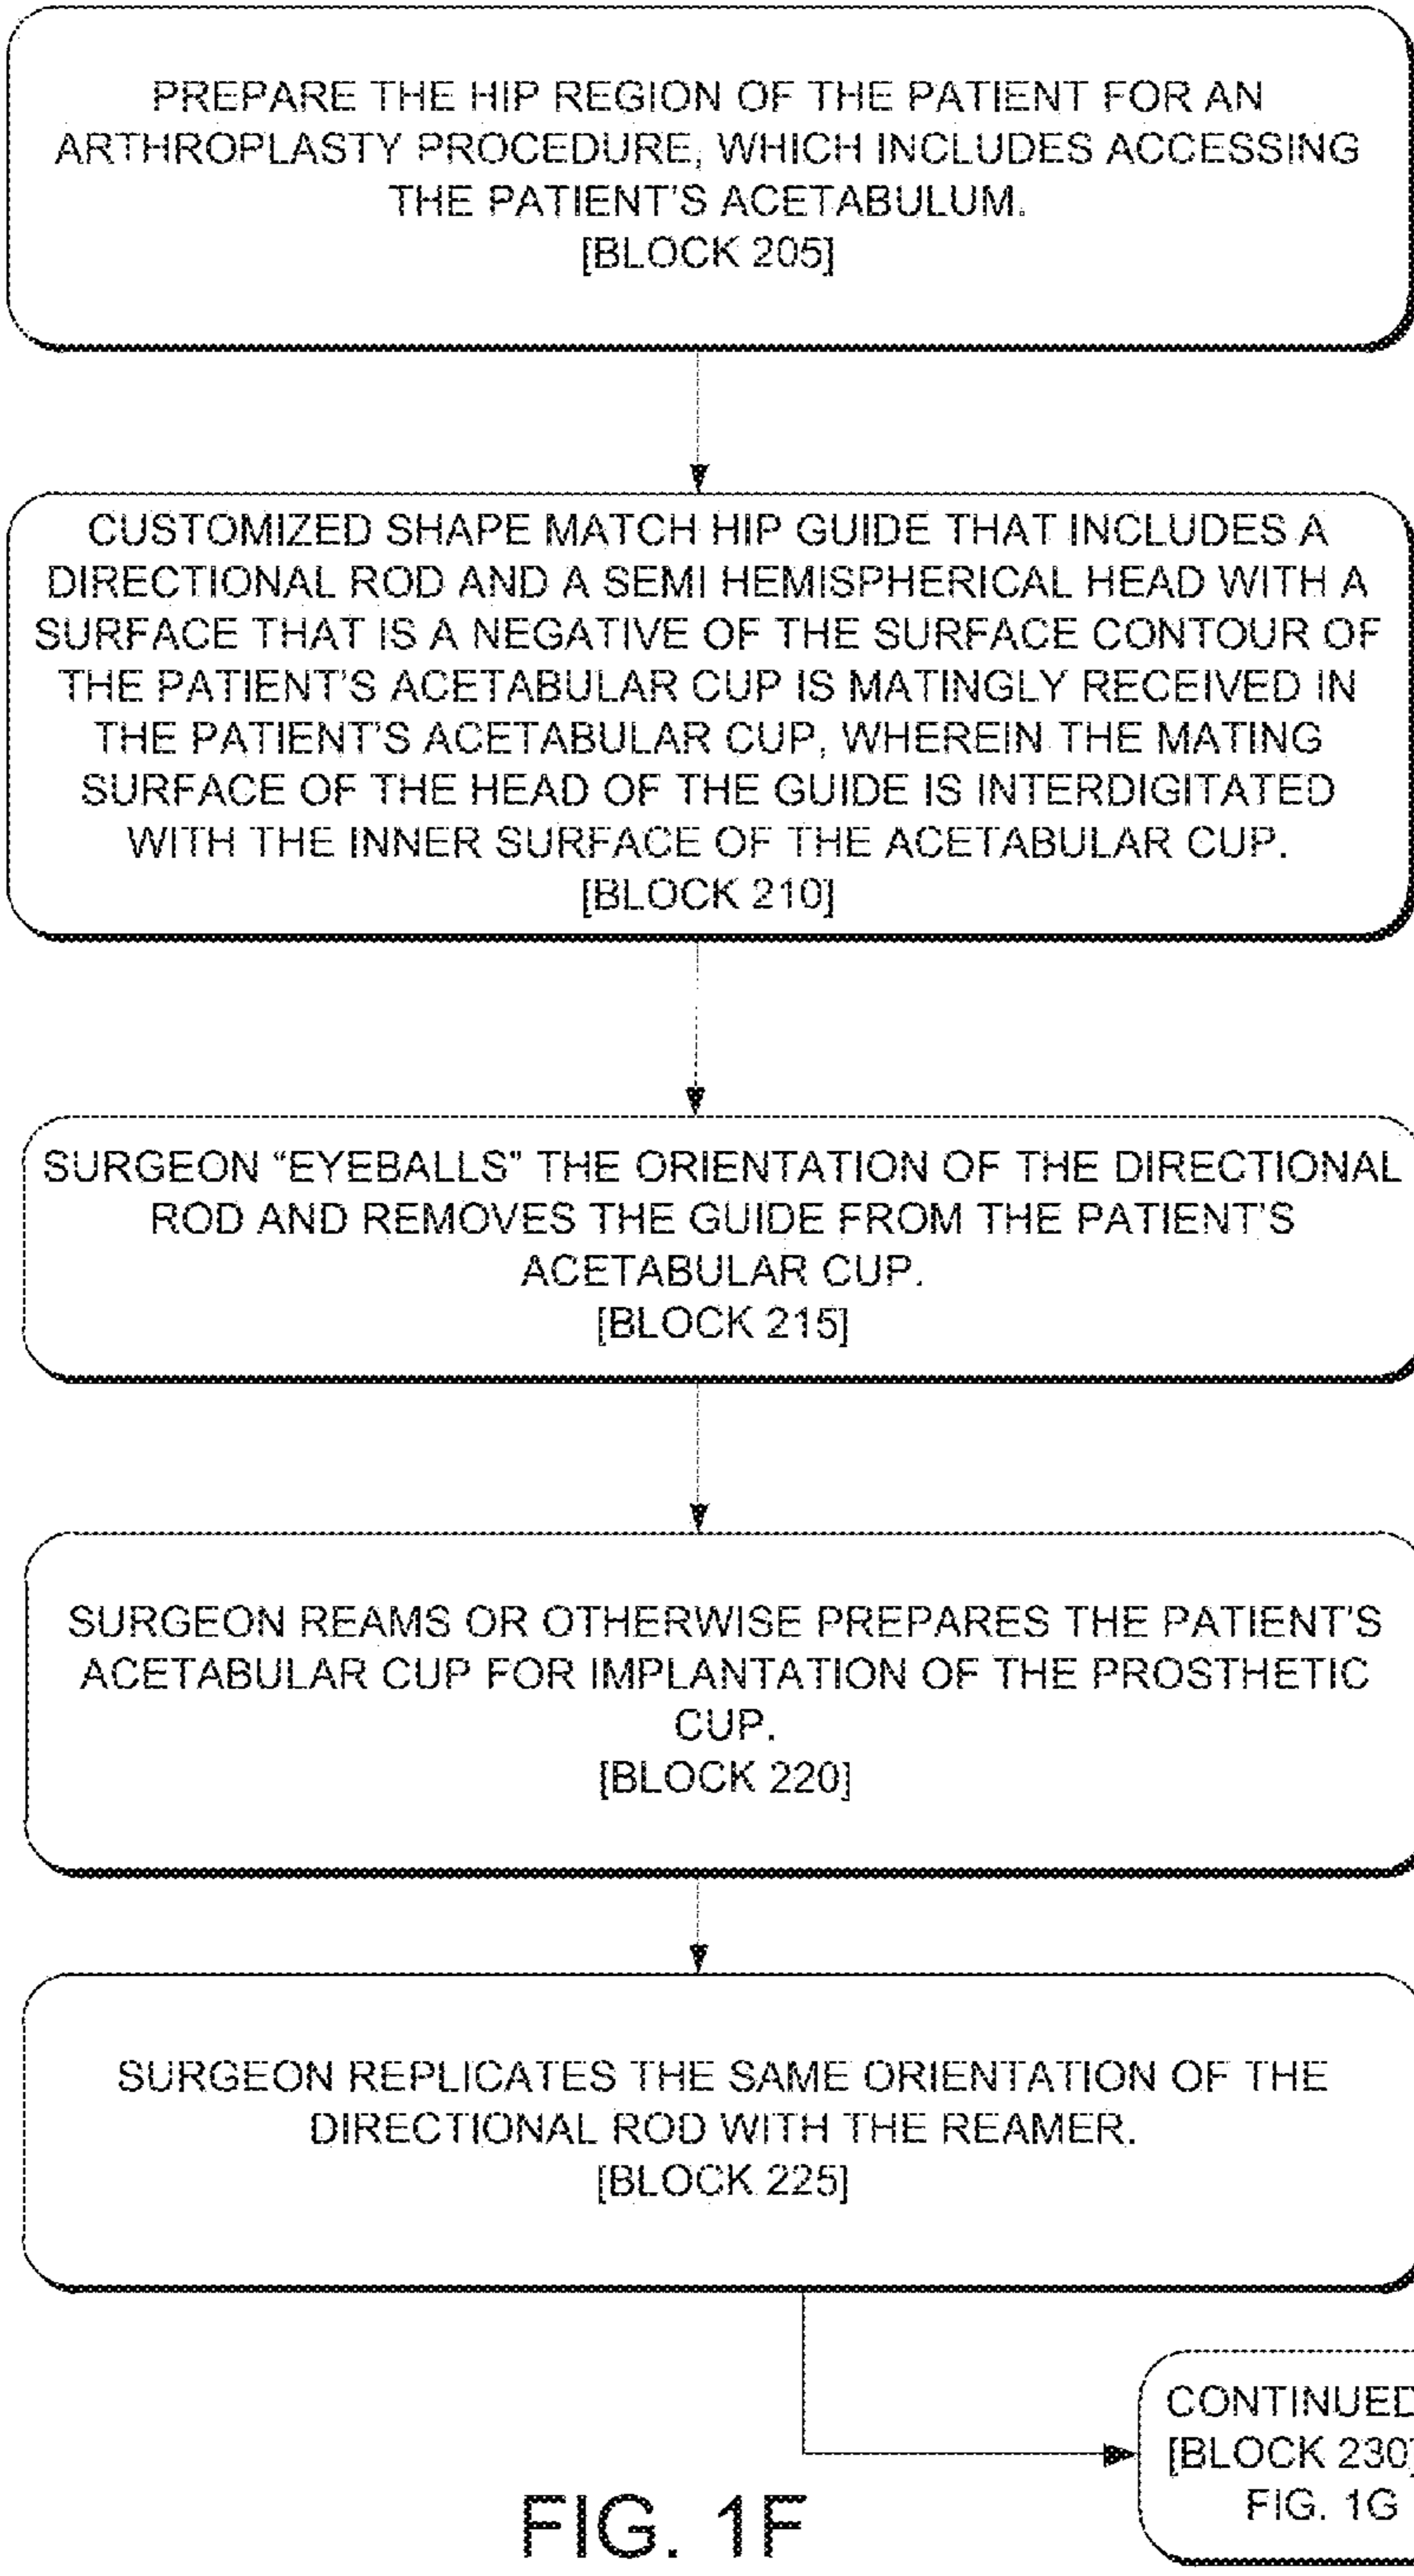 PREPARE THE HIP REGION OF THE PATIENT FOR AN
ARTHROPLASTY PROCEDURE, WHICH INCLUDES ACCESSING
THE PATIENT'S ACETABULUM.
[BLOCK 205]
CUSTOMIZED SHAPE MATCH HIP GUIDE THAT INCLUDES A
DIRECTIONAL ROD AND A SEMI HEMISPHERICAL HEAD WITH A
SURFACE THAT IS A NEGATIVE OF THE SURFACE CONTOUR OF
THE PATIENT'S ACETABULAR CUP IS MATINGLY RECEIVED IN
THE PATIENT'S ACETABULAR CUP, WHEREIN THE MATING
SURFACE OF THE HEAD OF THE GUIDE IS INTERDIGITATED
WITH THE INNER SURFACE OF THE ACETABULAR CUP.
[BLOCK 210]
SURGEON "EYEBALLS" THE ORIENTATION OF THE DIRECTIONAL
ROD AND REMOVES THE GUIDE FROM THE PATIENT'S
ACETABULAR CUP.
[BLOCK 215]
SURGEON REAMS OR OTHERWISE PREPARES THE PATIENT'S
ACETABULAR CUP FOR IMPLANTATION OF THE PROSTHETIC
CUP.
[BLOCK 220]
SURGEON REPLICATES THE SAME ORIENTATION OF THE
DIRECTIONAL ROD WITH THE REAMER.
[BLOCK 225]
CONTINUED
[BLOCK 230]
FIG. 1G
FIG. 1F